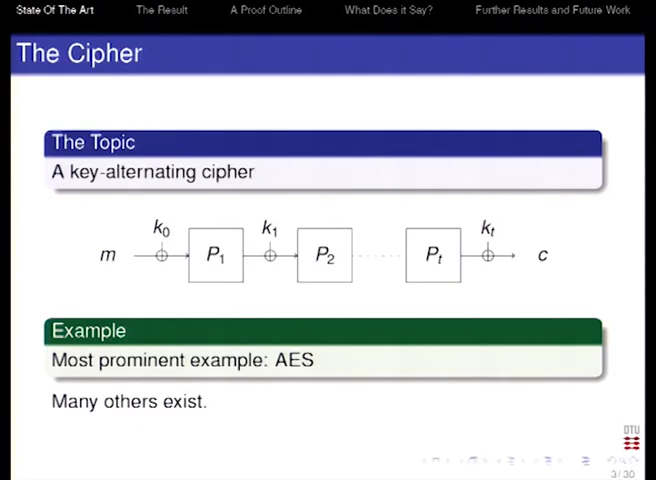 State Of The Art The Result A Proof Outline What Does it Say? Further Results and Future Work
The Cipher
The Topic
A key-alternating cipher
k0 k1 kt
m P1 P2 Pt c
Example
Most prominent example: AES
Many others exist.
DTU
3/30